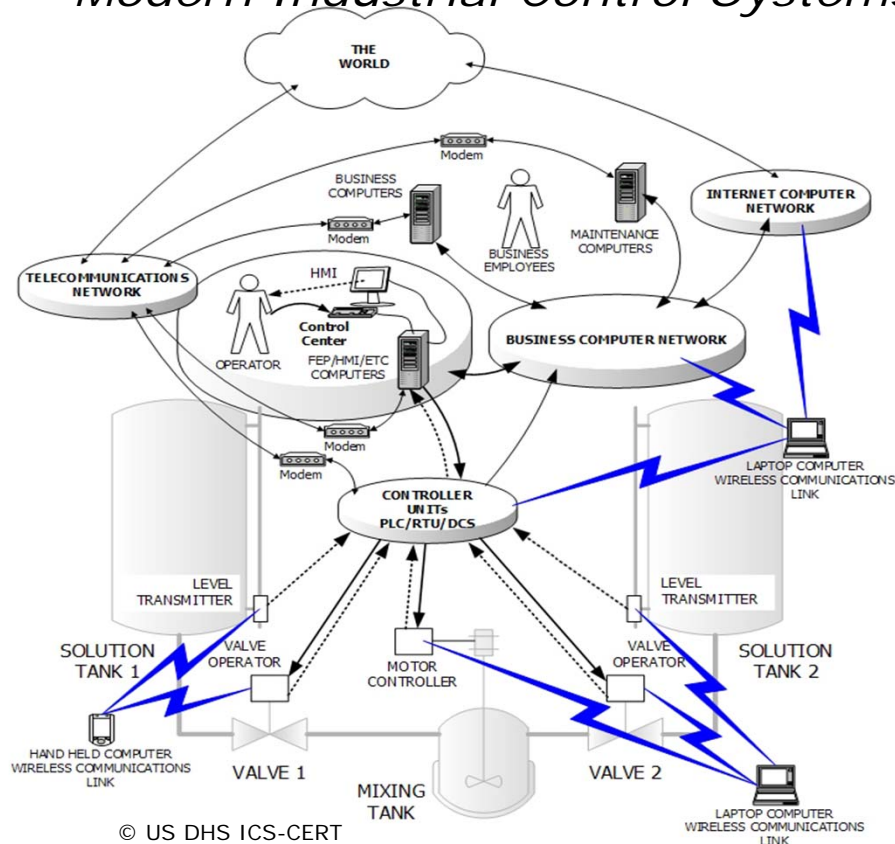 Modern Industrial Control Systems
THE
WORLD
Modem
BUSINESS
COMPUTERS
INTERNET COMPUTER
NETWORK
MAINTENANCE
COMPUTERS
Modem
BUSINESS
EMPLOYEES
TELECOMMUNICATIONS
NETWORK
HMI
Control
Center
OPERATOR
FEP/HMI/ETC
COMPUTERS
BUSINESS COMPUTER NETWORK
Modem
Modem
LAPTOP COMPUTER
WIRELESS COMMUNICATIONS
LINK
CONTROLLER
UNITs
PLC/RTU/DCS
LEVEL
TRANSMITTER
LEVEL
TRANSMITTER
SOLUTION
TANK 1
VALVE
OPERATOR
MOTOR
CONTROLLER
VALVE
OPERATOR
SOLUTION
TANK 2
HAND HELD COMPUTER
WIRELESS COMMUNICATIONS
LINK
VALVE 1
MIXING
TANK
VALVE 2
LAPTOP COMPUTER
WIRELESS COMMUNICATIONS
LINK
© US DHS ICS-CERT